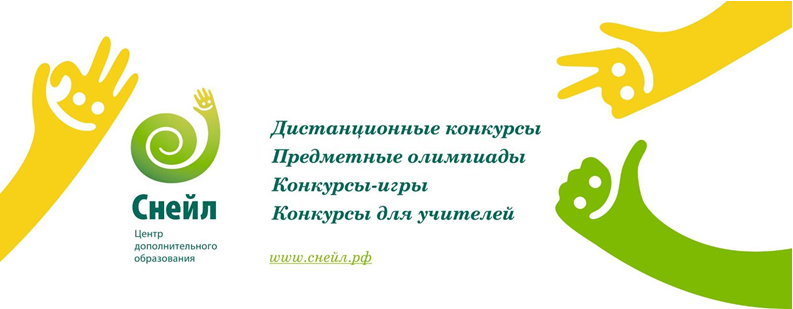 Снейл
Центр
дополнительного
образования
Дистанционные конкурсы
Предметные олимпиады
Конкурсы-игры
Конкурсы для учителей
www.снейл.рф